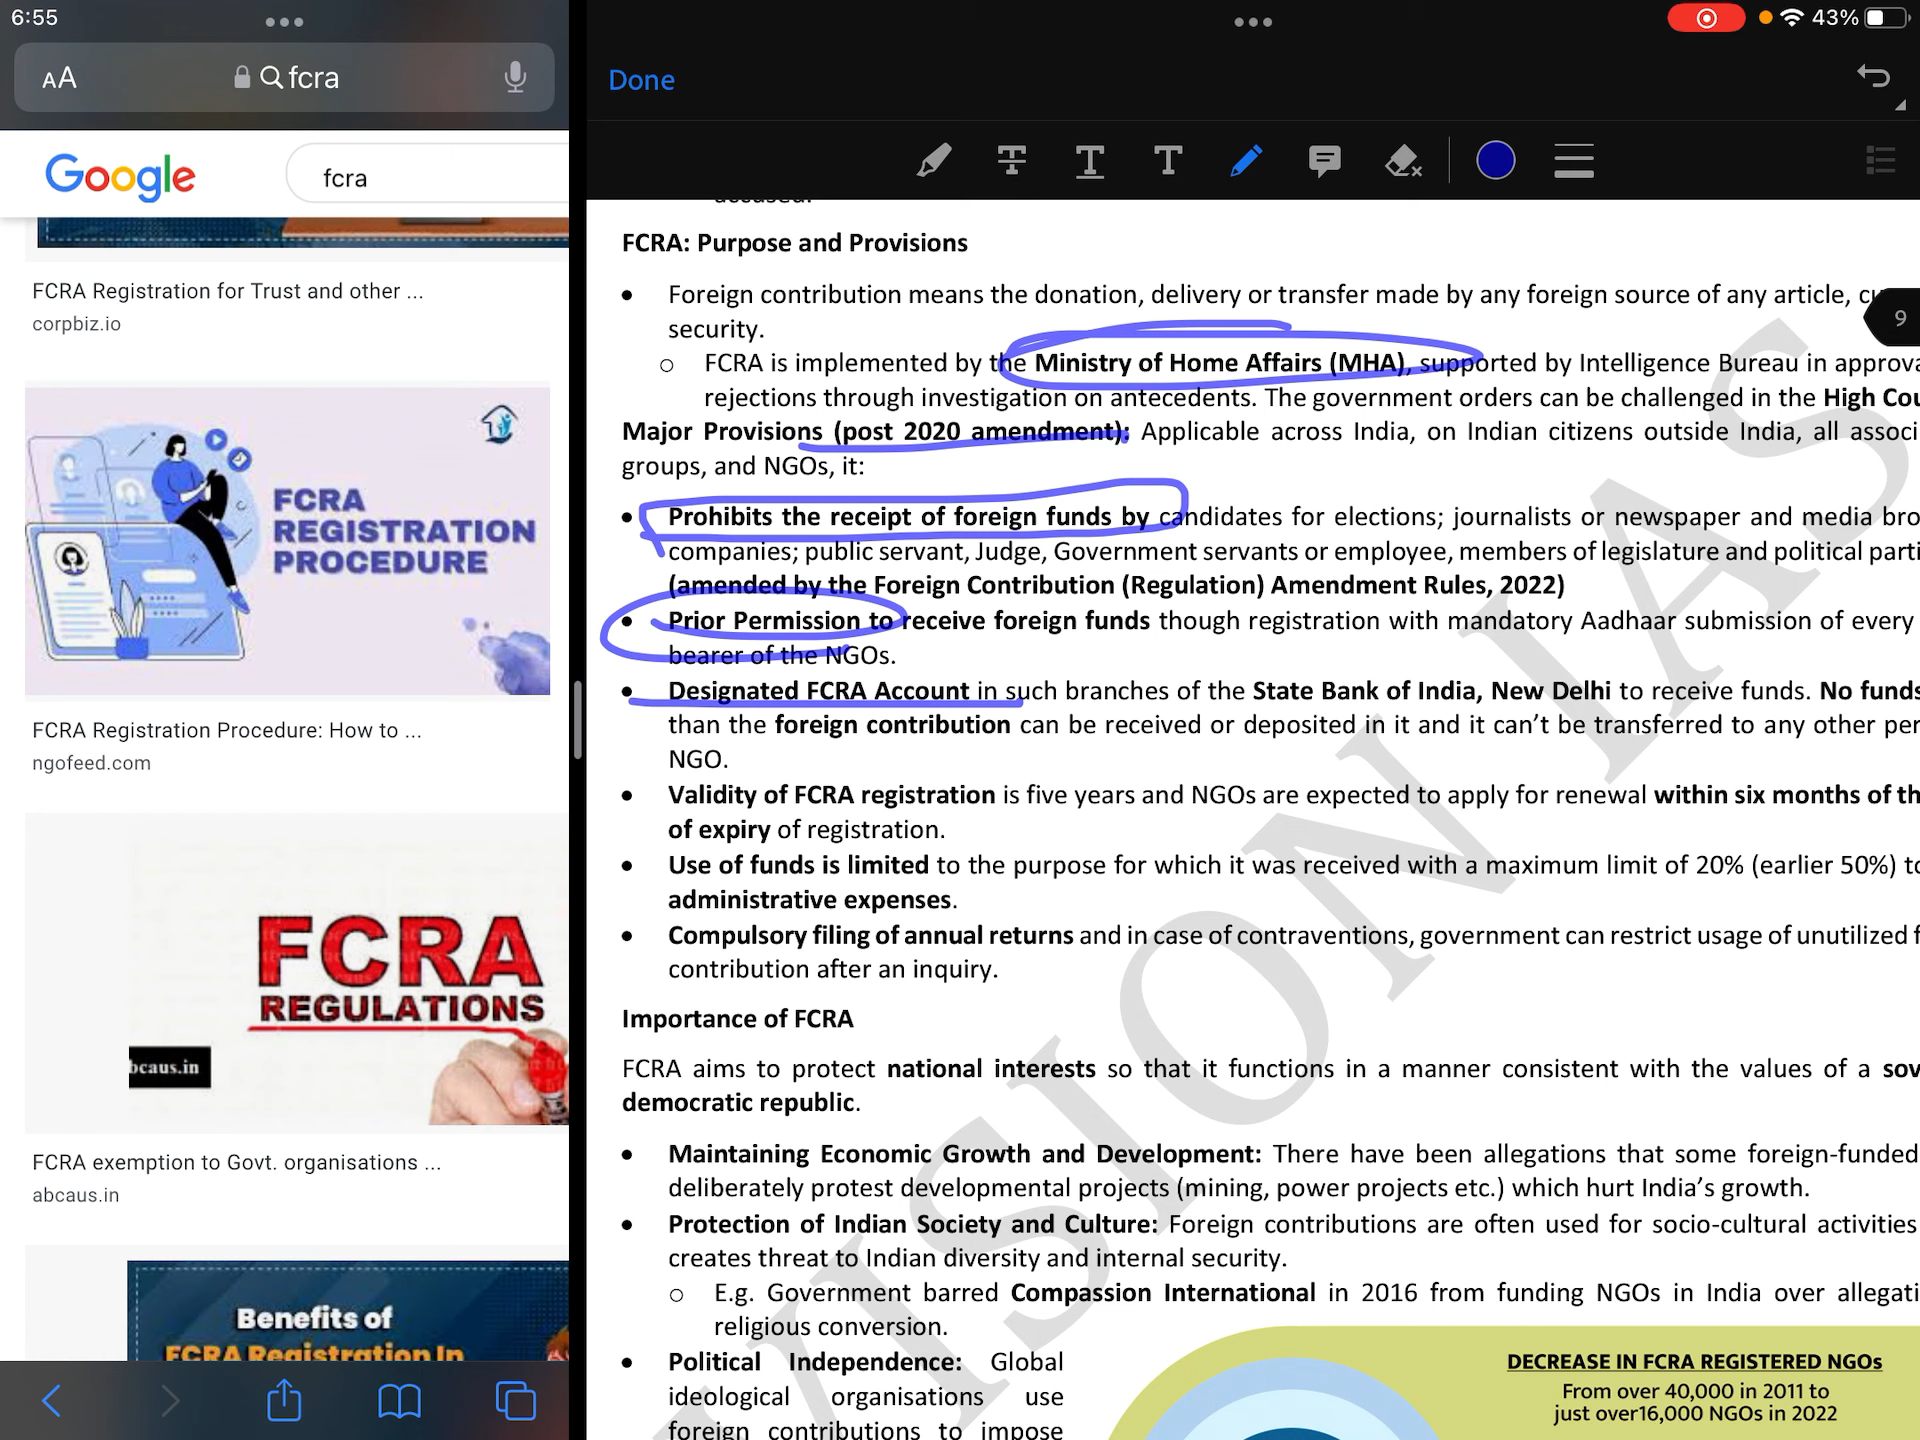 6:55
AA
fcra
Google
fcra
FCRA Registration for Trust and other ...
corpbiz.io
FCRA
REGISTRATION
PROCEDURE
FCRA Registration Procedure: How to ...
ngofeed.com
FCRA
REGULATIONS
bcaus.in
FCRA exemption to Govt. organisations ...
abcaus.in
Benefits of
FCRA Registration In
43%
Done
9
accused.
FCRA: Purpose and Provisions
• Foreign contribution means the donation, delivery or transfer made by any foreign source of any article, cu
security.
o FCRA is implemented by the Ministry of Home Affairs (MHA), supported by Intelligence Bureau in approva
rejections through investigation on antecedents. The government orders can be challenged in the High Cou
Major Provisions (post 2020 amendment): Applicable across India, on Indian citizens outside India, all associ
groups, and NGOs, it:
• Prohibits the receipt of foreign funds by candidates for elections; journalists or newspaper and media bro
companies; public servant, Judge, Government servants or employee, members of legislature and political parti
(amended by the Foreign Contribution (Regulation) Amendment Rules, 2022)
• Prior Permission to receive foreign funds though registration with mandatory Aadhaar submission of every
bearer of the NGOs.
• Designated FCRA Account in such branches of the State Bank of India, New Delhi to receive funds. No funds
than the foreign contribution can be received or deposited in it and it can't be transferred to any other per
NGO.
• Validity of FCRA registration is five years and NGOs are expected to apply for renewal within six months of th
of expiry of registration.
• Use of funds is limited to the purpose for which it was received with a maximum limit of 20% (earlier 50%) to
administrative expenses.
• Compulsory filing of annual returns and in case of contraventions, government can restrict usage of unutilized f
contribution after an inquiry.
Importance of FCRA
FCRA aims to protect national interests so that it functions in a manner consistent with the values of a sov
democratic republic.
• Maintaining Economic Growth and Development: There have been allegations that some foreign-funded
deliberately protest developmental projects (mining, power projects etc.) which hurt India's growth.
• Protection of Indian Society and Culture: Foreign contributions are often used for socio-cultural activities
creates threat to Indian diversity and internal security.
o E.g. Government barred Compassion International in 2016 from funding NGOs in India over allegati
religious conversion.
• Political Independence: Global
ideological organisations use
foreign contributions to impose
DECREASE IN FCRA REGISTERED NGOs
From over 40,000 in 2011 to
just over16,000 NGOs in 2022
VISION IAS